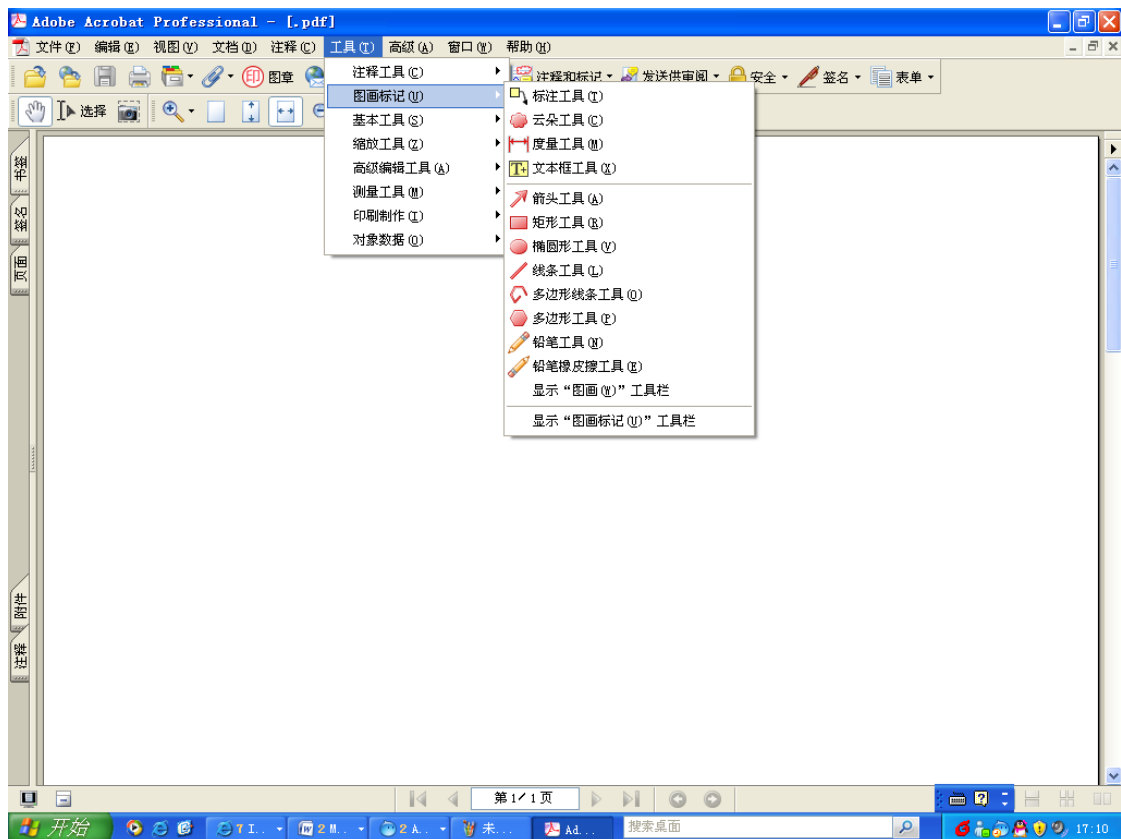 Adobe Acrobat Professional - [.pdf]
文件(F) 编辑(E) 视图(V) 文档(D) 注释(C) 工具(T) 高级(A) 窗口(W) 帮助(H)
印 图章 注释和标记 发送供审阅 安全 签名 表单
选择
注释工具(C)
图画标记(U)
基本工具(S)
缩放工具(Z)
高级编辑工具(A)
测量工具(M)
印刷制作(I)
对象数据(O)
标注工具(T)
云朵工具(C)
度量工具(M)
文本框工具(X)
箭头工具(A)
矩形工具(R)
椭圆形工具(V)
线条工具(L)
多边形线条工具(O)
多边形工具(P)
铅笔工具(N)
铅笔橡皮擦工具(E)
显示“图画(W)”工具栏
显示“图画标记(U)”工具栏
书签
签名
页面
附件
注释
第 1/1 页
开始 7 I... 2 M... 2 A... 未... Ad... 搜索桌面 17:10